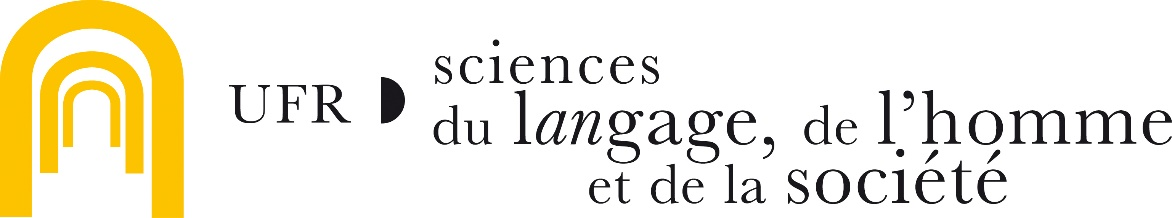 sciences
UFR du langage, de l’homme
et de la société